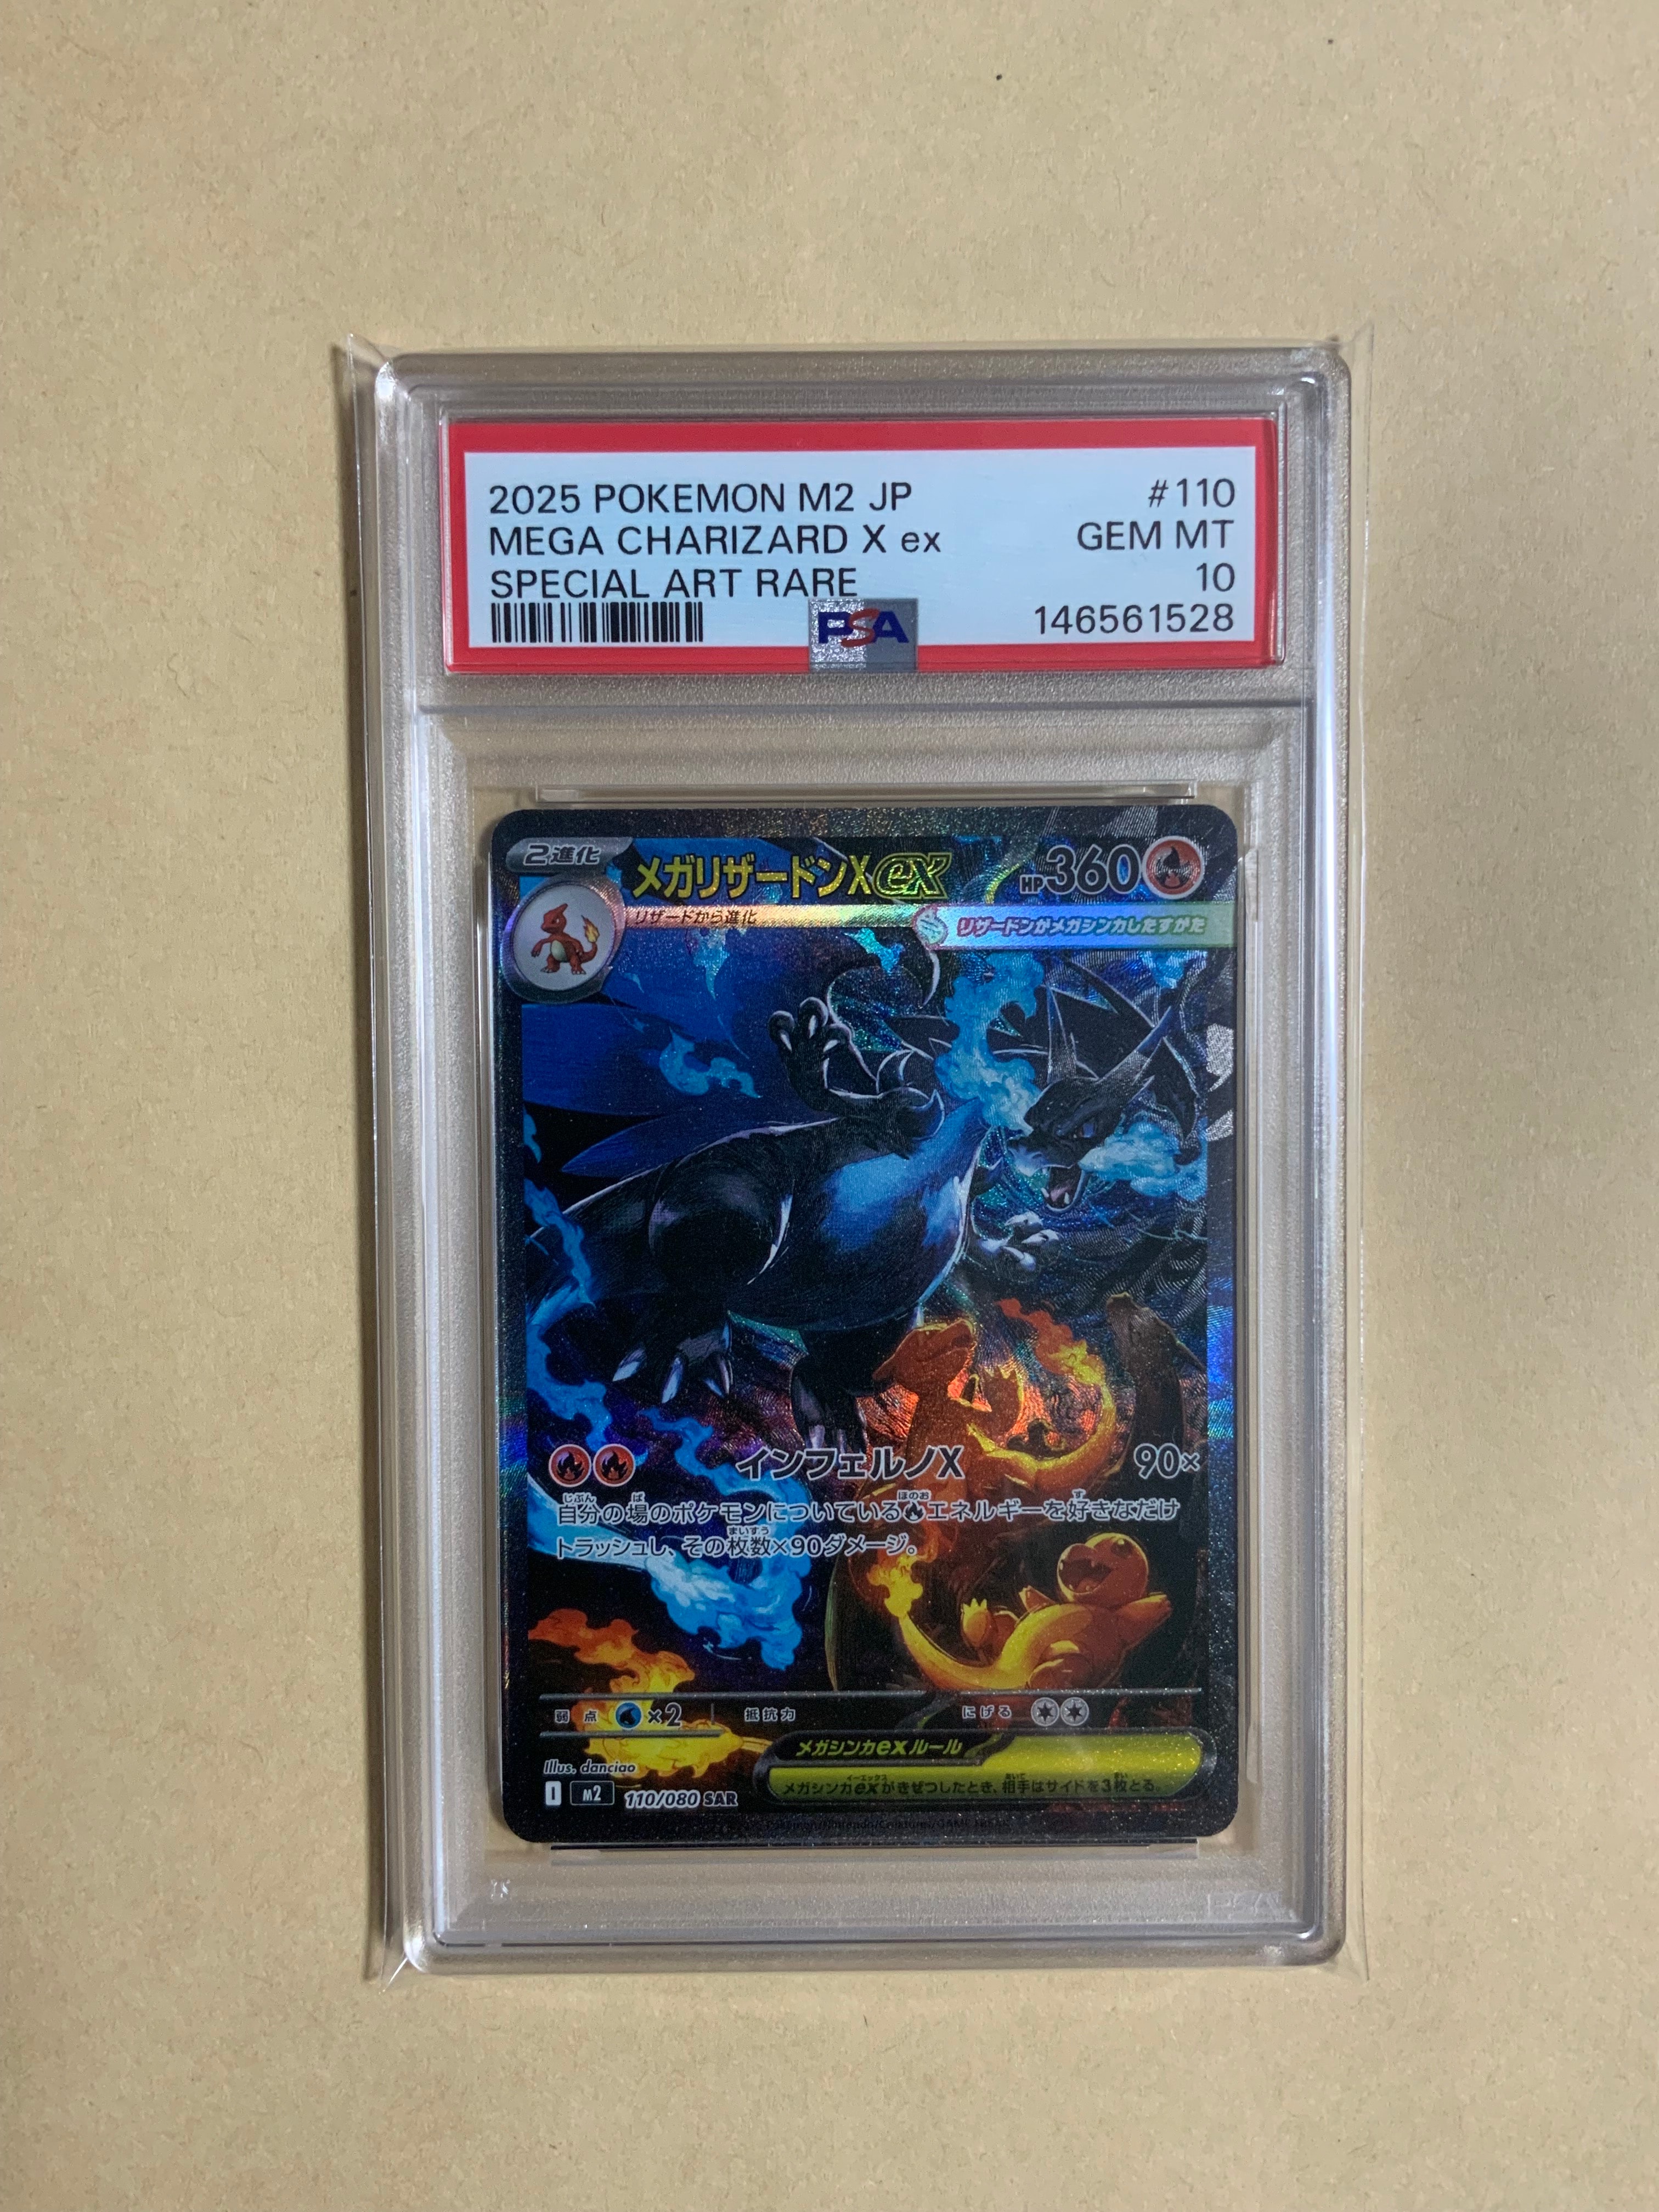 2025 POKEMON M2 JP #110
MEGA CHARIZARD X ex GEM MT
SPECIAL ART RARE 10
PSA 146561528
2進化
メガリザードンXex HP360
リザードから進化
リザードンがメガシンカしたすがた
インフェルノX 90×
自分の場のポケモンについているエネルギーを好きなだけ
トラッシュし、その枚数×90ダメージ。
弱点 ×2 抵抗力 にげる
メガシンカexルール
メガシンカexがきぜつしたとき、相手はサイドを3枚とる。
Illus. danciao
I m2 110/080 SAR